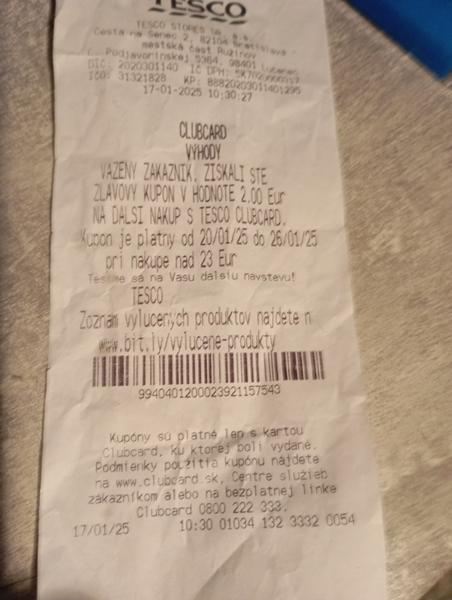 TESCO
TESCO STORES SR, a.s.
Cesta na Senec 2, 82104 Bratislava -
mestská časť Ružinov
Podjavorinskej 5364, 98401 Lučenec
DIČ: 2020301140 IČ DPH:
IČO: 31321828 KP: 88820203011401295
17-01-2025 10:30:27
CLUBCARD
VÝHODY
VAZENY ZAKAZNIK, ZISKALI STE
ZLAVOVY KUPON V HODNOTE 2,00 Eur
NA DALSI NAKUP S TESCO CLUBCARD.
Kupon je platny od 20/01/25 do 26/01/25
pri nakupe nad 23 Eur
Tesime sa na Vasu dalsiu navstevu!
TESCO
Zoznam vylucenych produktov najdete n
www.bit.ly/vylucene-produkty
9940401200023921157543
Kupóny sú platné len s kartou
Clubcard, ku ktorej boli vydané.
Podmienky použitia kupónu nájdete
na www.clubcard.sk, Centre služieb
zákazníkom alebo na bezplatnej linke
Clubcard 0800 222 333.
17/01/25 10:30 01034 132 3332 0054